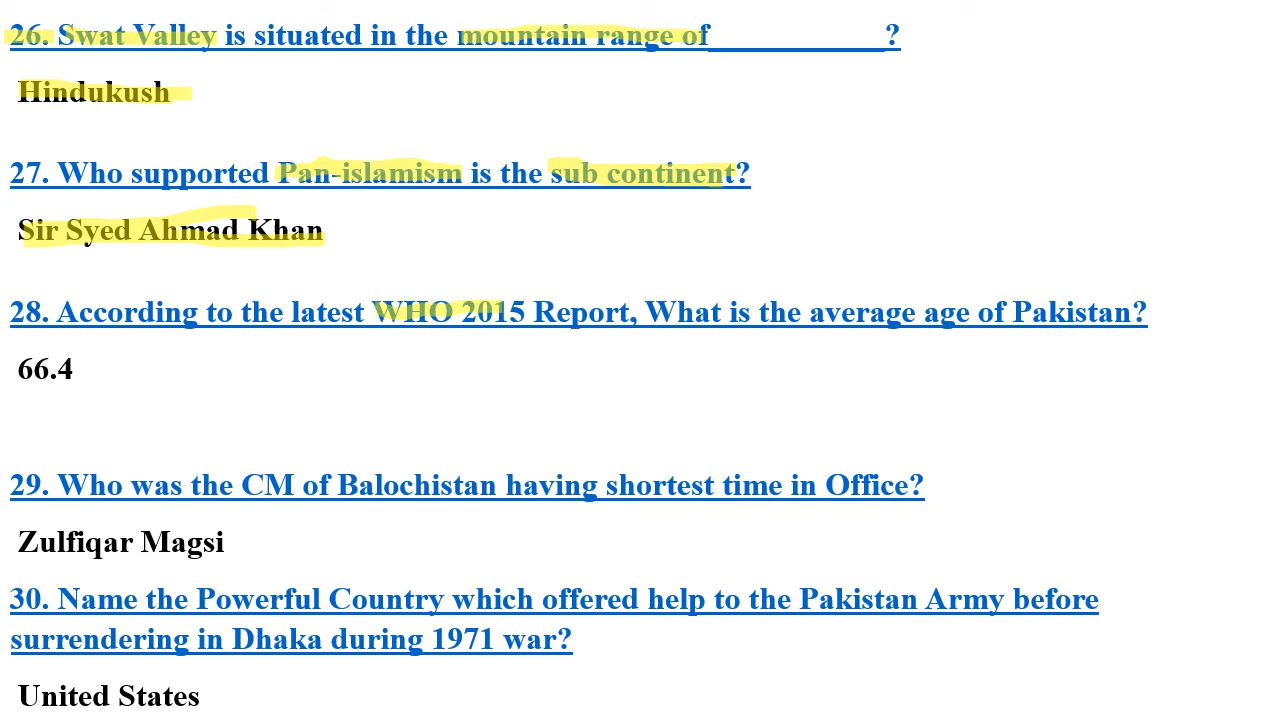 26. Swat Valley is situated in the mountain range of___________?
Hindukush
27. Who supported Pan-islamism is the sub continent?
Sir Syed Ahmad Khan
28. According to the latest WHO 2015 Report, What is the average age of Pakistan?
66.4
29. Who was the CM of Balochistan having shortest time in Office?
Zulfiqar Magsi
30. Name the Powerful Country which offered help to the Pakistan Army before
surrendering in Dhaka during 1971 war?
United States